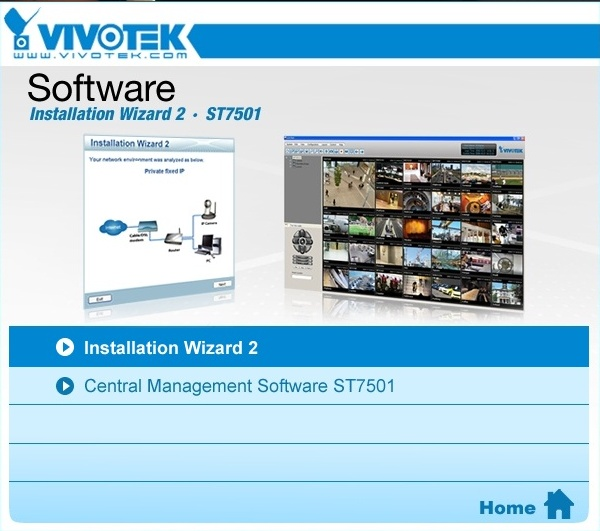 VIVOTEK
WWW.VIVOTEK.COM
Software
Installation Wizard 2 · ST7501
Installation Wizard 2
Your network environment was analyzed as below.
Private fixed IP
IP Camera
Cable/DSL
modem
Router
PC
Exit
Next
VIVOTEK
Installation Wizard 2
Central Management Software ST7501
Home